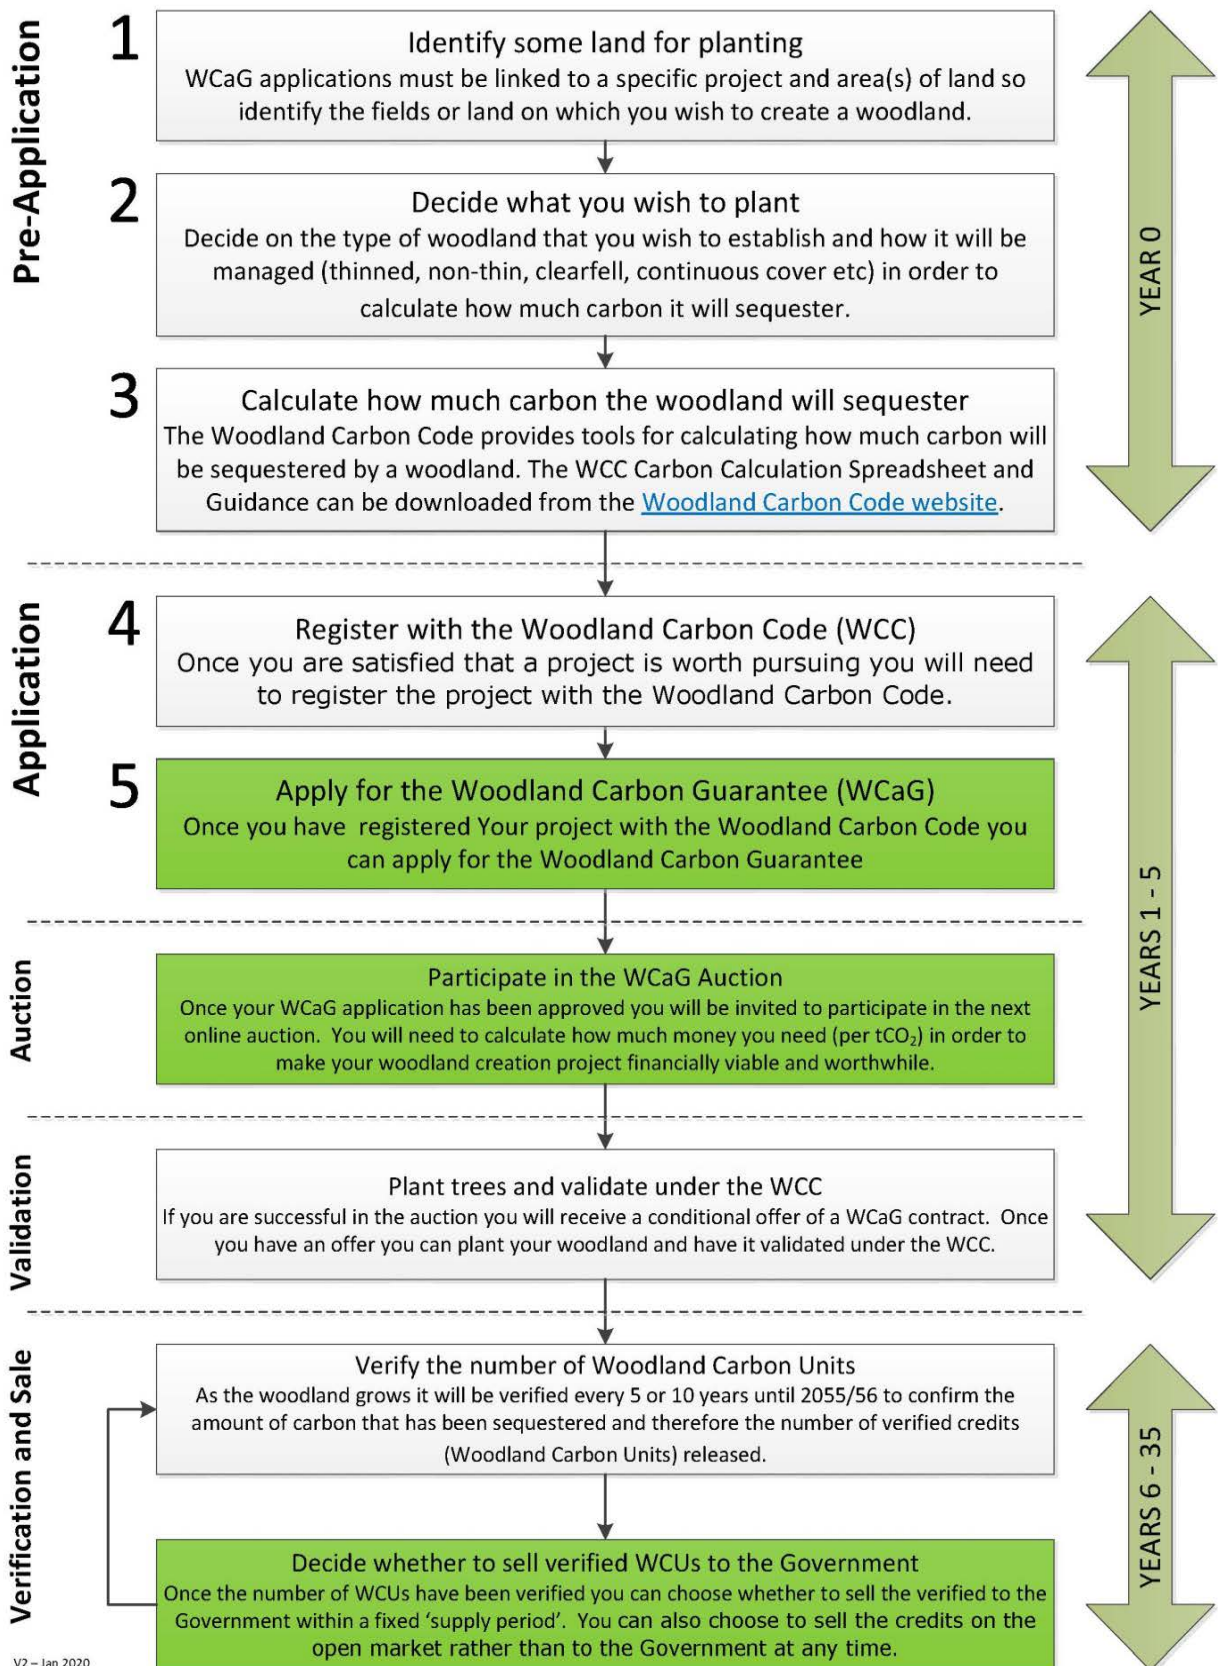 Pre-Application
1
Identify some land for planting
WCaG applications must be linked to a specific project and area(s) of land so
identify the fields or land on which you wish to create a woodland.
2
Decide what you wish to plant
Decide on the type of woodland that you wish to establish and how it will be
managed (thinned, non-thin, clearfell, continuous cover etc) in order to
calculate how much carbon it will sequester.
3
Calculate how much carbon the woodland will sequester
The Woodland Carbon Code provides tools for calculating how much carbon will
be sequestered by a woodland. The WCC Carbon Calculation Spreadsheet and
Guidance can be downloaded from the Woodland Carbon Code website.
YEAR 0
Application
4
Register with the Woodland Carbon Code (WCC)
Once you are satisfied that a project is worth pursuing you will need
to register the project with the Woodland Carbon Code.
5
Apply for the Woodland Carbon Guarantee (WCaG)
Once you have registered Your project with the Woodland Carbon Code you
can apply for the Woodland Carbon Guarantee
Auction
Participate in the WCaG Auction
Once your WCaG application has been approved you will be invited to participate in the next
online auction. You will need to calculate how much money you need (per tCO₂) in order to
make your woodland creation project financially viable and worthwhile.
Validation
Plant trees and validate under the WCC
If you are successful in the auction you will receive a conditional offer of a WCaG contract. Once
you have an offer you can plant your woodland and have it validated under the WCC.
YEARS 1 - 5
Verification and Sale
Verify the number of Woodland Carbon Units
As the woodland grows it will be verified every 5 or 10 years until 2055/56 to confirm the
amount of carbon that has been sequestered and therefore the number of verified credits
(Woodland Carbon Units) released.
Decide whether to sell verified WCUs to the Government
Once the number of WCUs have been verified you can choose whether to sell the verified to the
Government within a fixed ‘supply period’. You can also choose to sell the credits on the
open market rather than to the Government at any time.
YEARS 6 - 35
V2 – Jan 2020